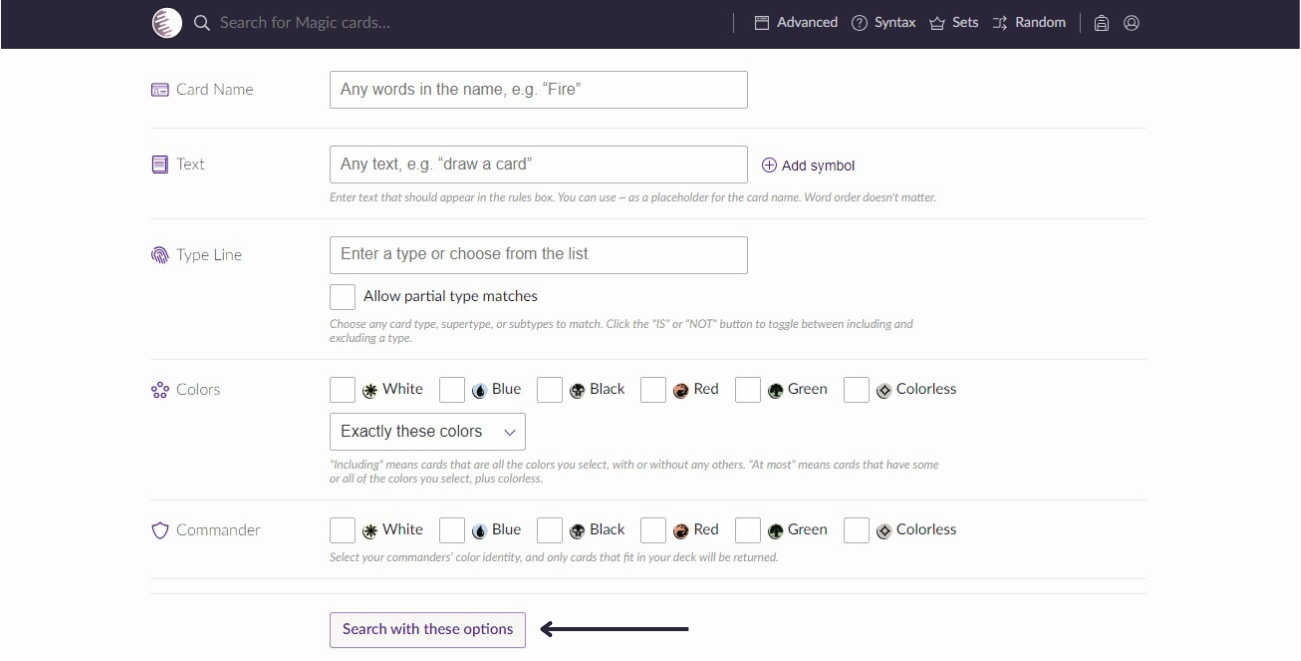 Search for Magic cards...
Advanced Syntax Sets Random
Card Name
Any words in the name, e.g. “Fire”
Text
Any text, e.g. “draw a card”
Add symbol
Enter text that should appear in the rules box. You can use ~ as a placeholder for the card name. Word order doesn't matter.
Type Line
Enter a type or choose from the list
Allow partial type matches
Choose any card type, supertype, or subtypes to match. Click the "IS" or "NOT" button to toggle between including and
excluding a type.
Colors
White Blue Black Red Green Colorless
Exactly these colors
"Including" means cards that are all the colors you select, with or without any others. "At most" means cards that have some
or all of the colors you select, plus colorless.
Commander
White Blue Black Red Green Colorless
Select your commanders' color identity, and only cards that fit in your deck will be returned.
Search with these options